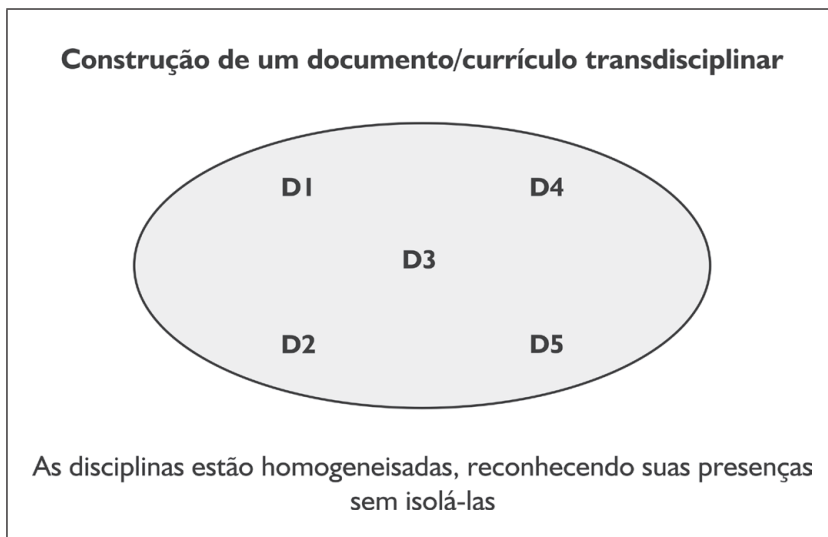 Construção de um documento/currículo transdisciplinar
D1 D4
D3
D2 D5
As disciplinas estão homogeneisadas, reconhecendo suas presenças
sem isolá-las